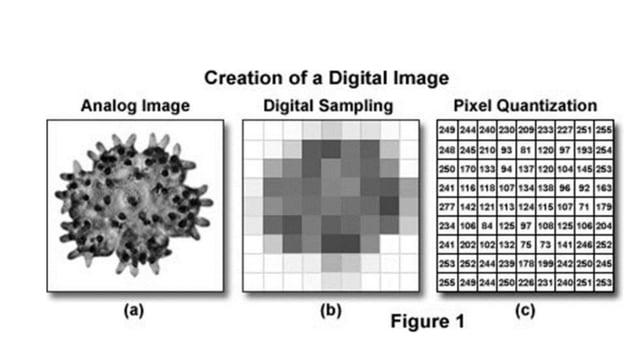 Creation of a Digital Image
Analog Image
Digital Sampling
Pixel Quantization
249 244 240 230 209 233 227 251 255
248 245 210 93 81 120 97 193 254
250 170 133 94 137 120 104 145 253
241 116 118 107 134 138 96 92 163
277 142 121 113 124 115 107 71 179
234 106 84 125 97 108 125 106 204
241 202 102 132 75 73 141 246 252
253 252 244 239 178 199 242 250 245
255 249 244 250 226 231 240 251 253
(a)
(b)
(c)
Figure 1